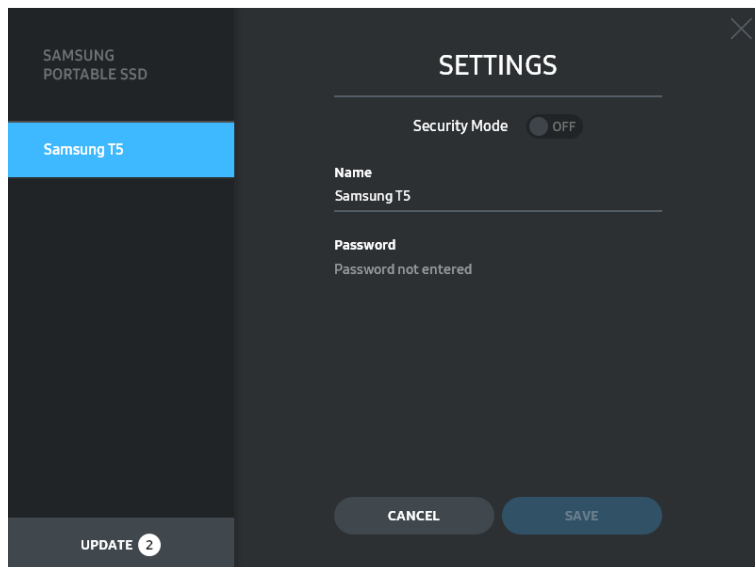 SAMSUNG
PORTABLE SSD
Samsung T5
UPDATE 2
SETTINGS
Security Mode OFF
Name
Samsung T5
Password
Password not entered
CANCEL SAVE